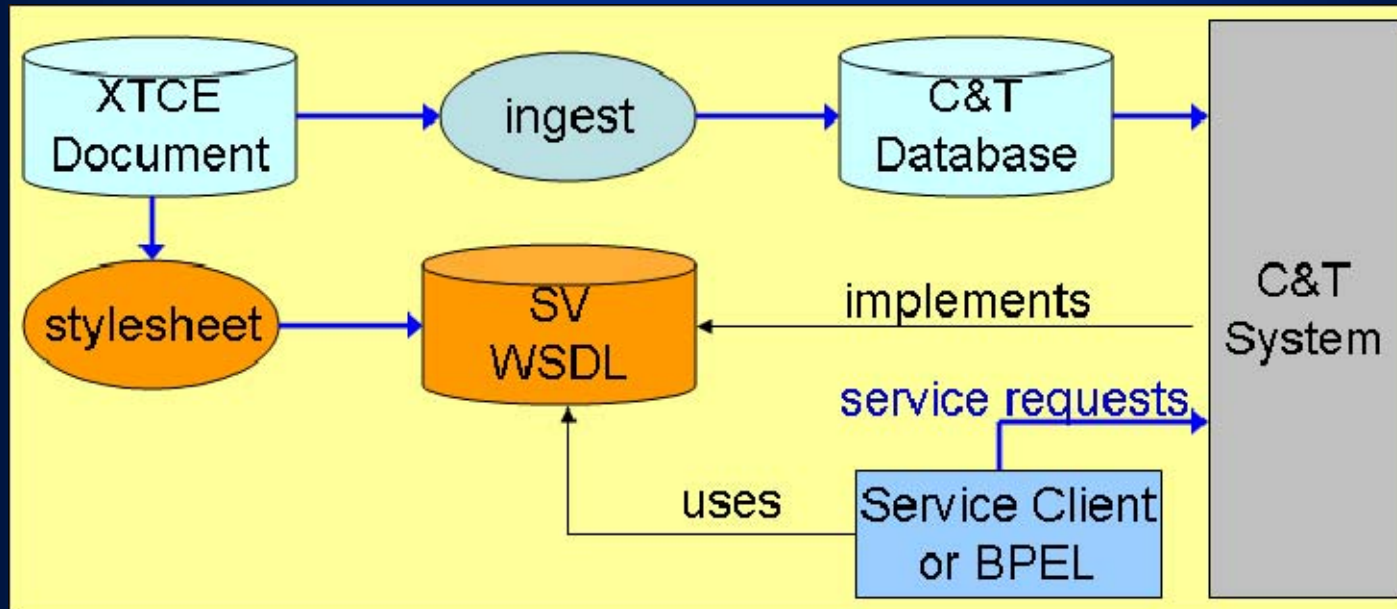 XTCE
Document
ingest
C&T
Database
stylesheet
SV
WSDL
implements
C&T
System
service requests
uses
Service Client
or BPEL